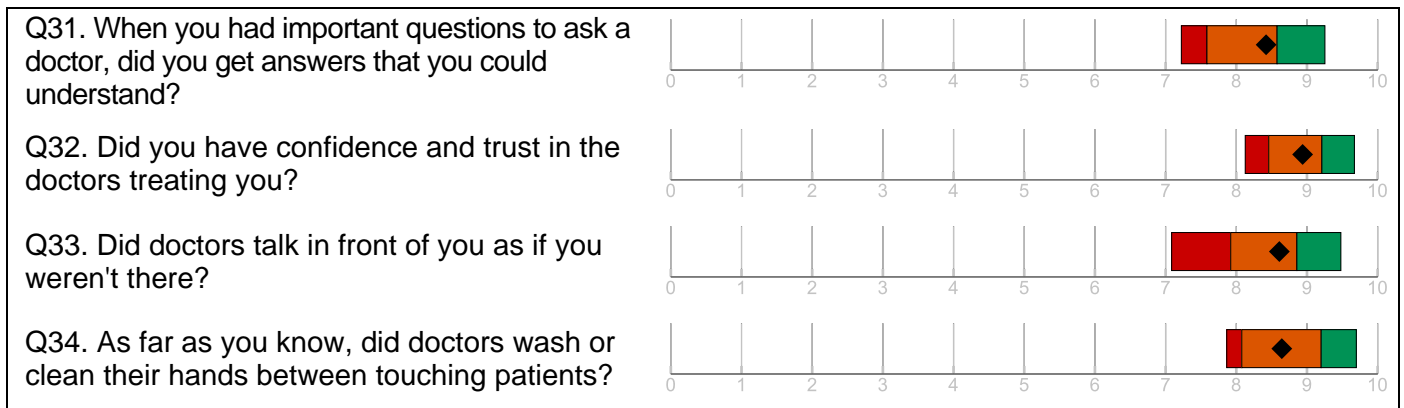 Q31. When you had important questions to ask a
doctor, did you get answers that you could
understand?
0 1 2 3 4 5 6 7 8 9 10
Q32. Did you have confidence and trust in the
doctors treating you?
0 1 2 3 4 5 6 7 8 9 10
Q33. Did doctors talk in front of you as if you
weren't there?
0 1 2 3 4 5 6 7 8 9 10
Q34. As far as you know, did doctors wash or
clean their hands between touching patients?
0 1 2 3 4 5 6 7 8 9 10